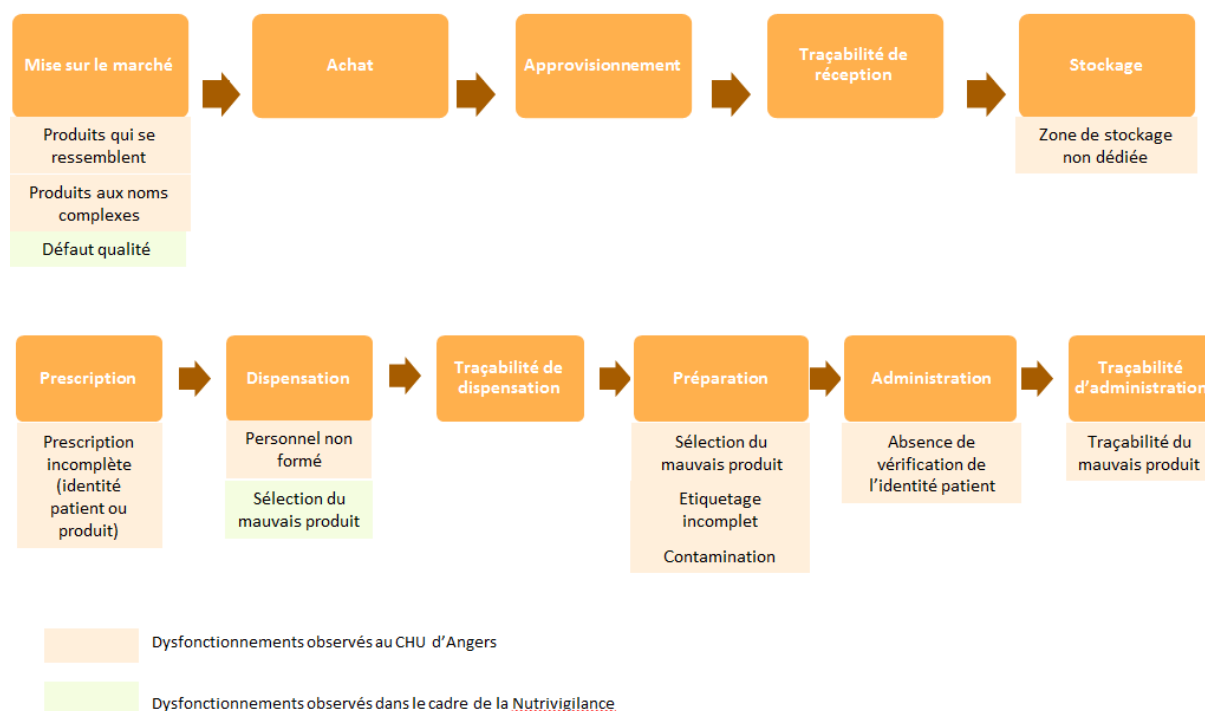 Mise sur le marché
Achat
Approvisionnement
Traçabilité de
réception
Stockage
Produits qui se
ressemblent
Produits aux noms
complexes
Défaut qualité
Zone de stockage
non dédiée
Prescription
Dispensation
Traçabilité de
dispensation
Préparation
Administration
Traçabilité
d’administration
Prescription
incomplète
(identité
patient ou
produit)
Personnel non
formé
Sélection du
mauvais produit
Sélection du
mauvais produit
Etiquetage
incomplet
Contamination
Absence de
vérification de
l’identité patient
Traçabilité du
mauvais produit
Dysfonctionnements observés au CHU d’Angers
Dysfonctionnements observés dans le cadre de la Nutrivigilance